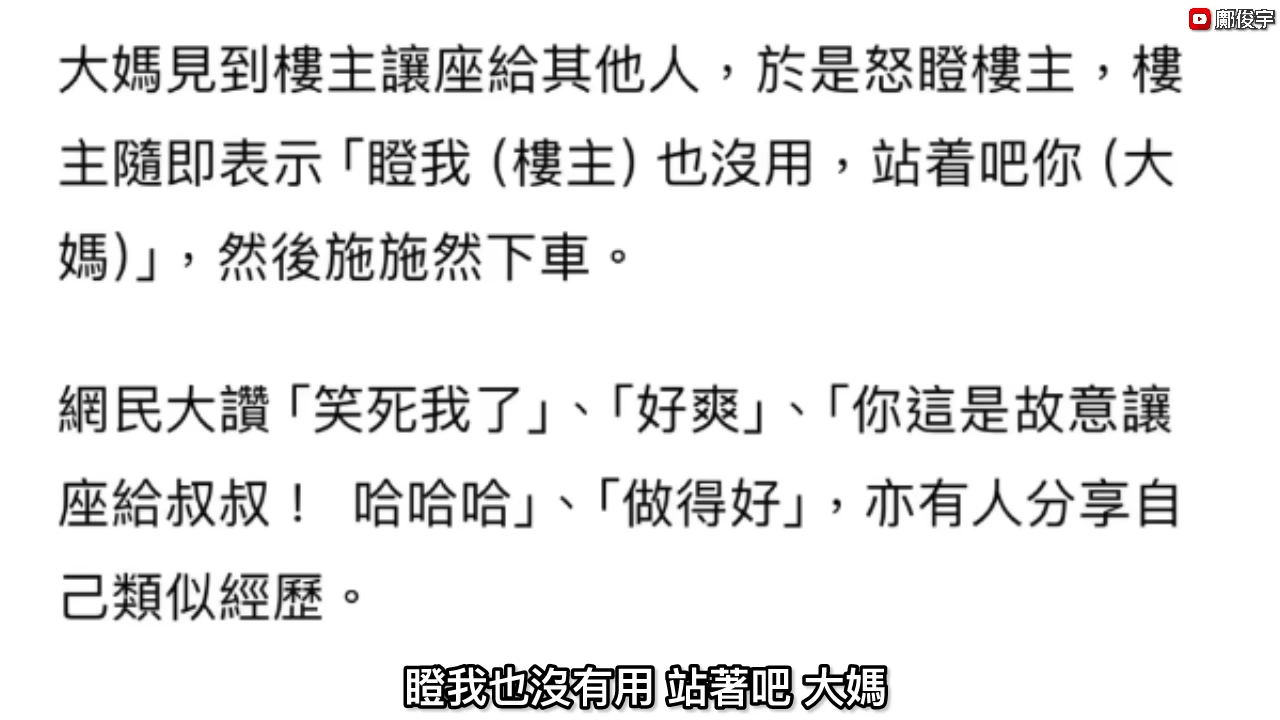 鄺俊宇
大媽見到樓主讓座給其他人，於是怒瞪樓主，樓
主隨即表示「瞪我 (樓主) 也沒用，站着吧你 (大
媽)」，然後施施然下車。
網民大讚「笑死我了」、「好爽」、「你這是故意讓
座給叔叔！ 哈哈哈」、「做得好」，亦有人分享自
己類似經歷。
瞪我也沒有用 站著吧 大媽